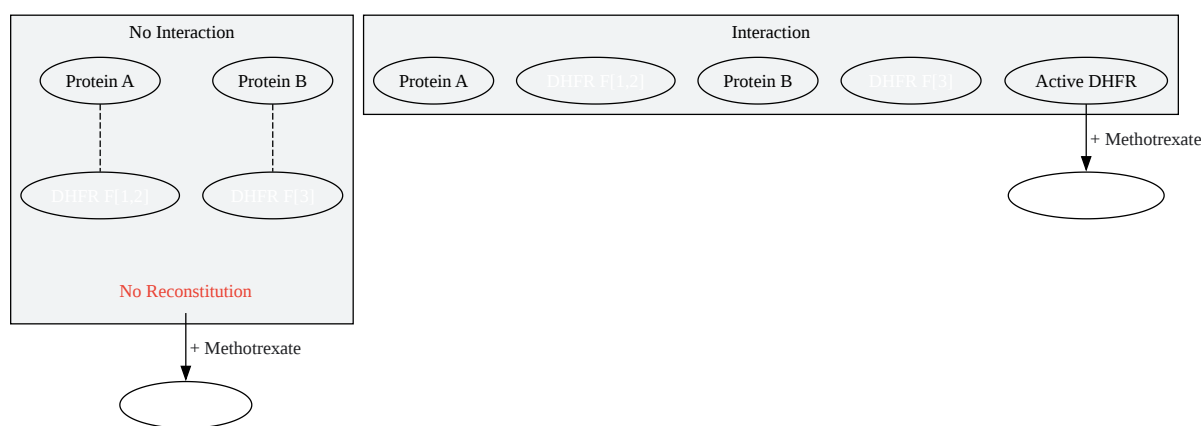 No Interaction
Protein A
Protein B
DHFR F[1,2]
DHFR F[3]
No Reconstitution
+ Methotrexate
Interaction
Protein A
DHFR F[1,2]
Protein B
DHFR F[3]
Active DHFR
+ Methotrexate